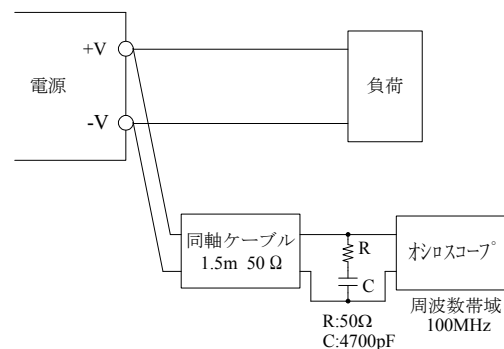 +V
電源
負荷
-V
同軸ケーブル
1.5m 50 Ω
R
C
オシロスコープ
R:50Ω
C:4700pF
周波数帯域
100MHz